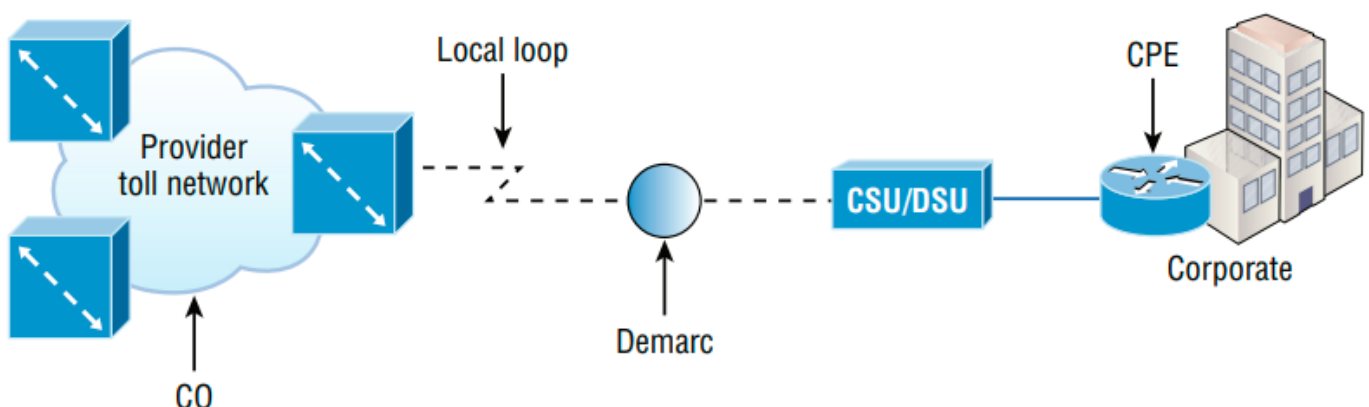 Local loop
CPE
Provider
toll network
CSU/DSU
Corporate
Demarc
CO